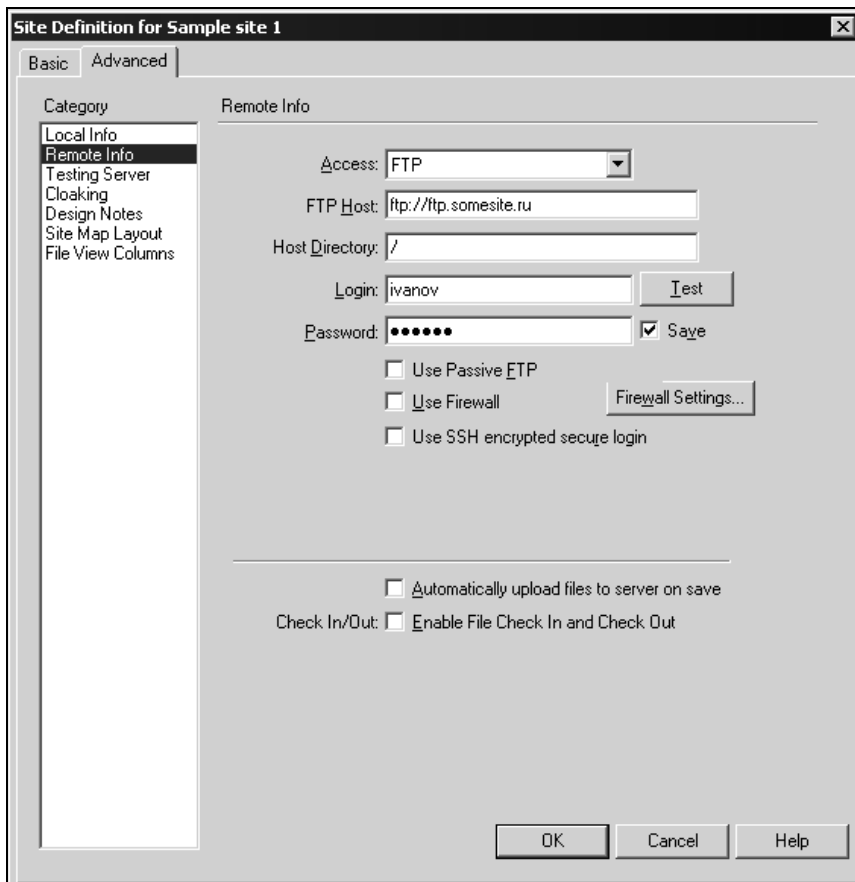 Site Definition for Sample site 1
Basic Advanced
Category
Local Info
Remote Info
Testing Server
Cloaking
Design Notes
Site Map Layout
File View Columns
Remote Info
Access: FTP
FTP Host: ftp://ftp.somesite.ru
Host Directory: /
Login: ivanov Test
Password: ●●●●●● Save
Use Passive FTP
Use Firewall Firewall Settings...
Use SSH encrypted secure login
Automatically upload files to server on save
Check In/Out: Enable File Check In and Check Out
OK Cancel Help